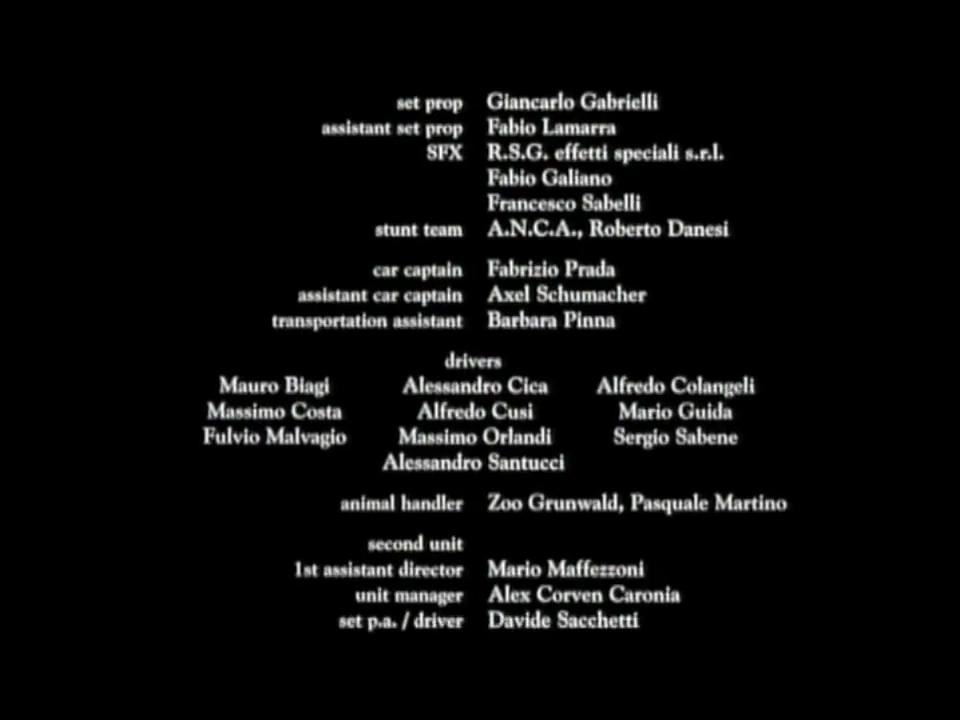 set prop Giancarlo Gabrielli
assistant set prop Fabio Lamarra
SFX R.S.G. effetti speciali s.r.l.
Fabio Galiano
Francesco Sabelli
stunt team A.N.C.A., Roberto Danesi
car captain Fabrizio Prada
assistant car captain Axel Schumacher
transportation assistant Barbara Pinna
drivers
Mauro Biagi Alessandro Cica Alfredo Colangeli
Massimo Costa Alfredo Cusi Mario Guida
Fulvio Malvagio Massimo Orlandi Sergio Sabene
Alessandro Santucci
animal handler Zoo Grunwald, Pasquale Martino
second unit
1st assistant director Mario Maffezzoni
unit manager Alex Corven Caronia
set p.a. / driver Davide Sacchetti